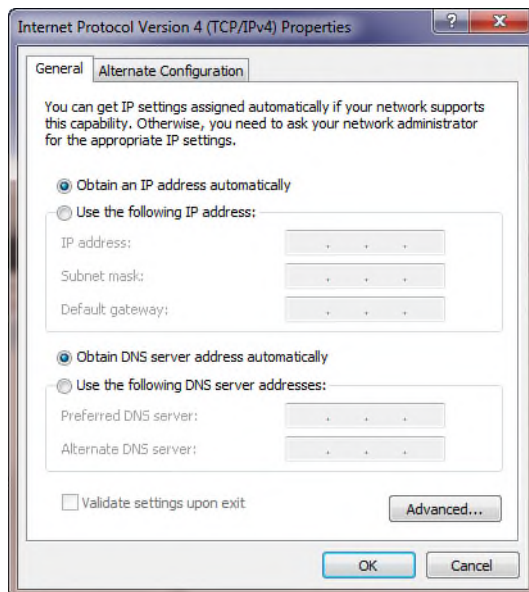 Internet Protocol Version 4 (TCP/IPv4) Properties
?
General
Alternate Configuration
You can get IP settings assigned automatically if your network supports
this capability. Otherwise, you need to ask your network administrator
for the appropriate IP settings.
Obtain an IP address automatically
Use the following IP address:
IP address:
Subnet mask:
Default gateway:
Obtain DNS server address automatically
Use the following DNS server addresses:
Preferred DNS server:
Alternate DNS server:
Validate settings upon exit
Advanced...
OK
Cancel